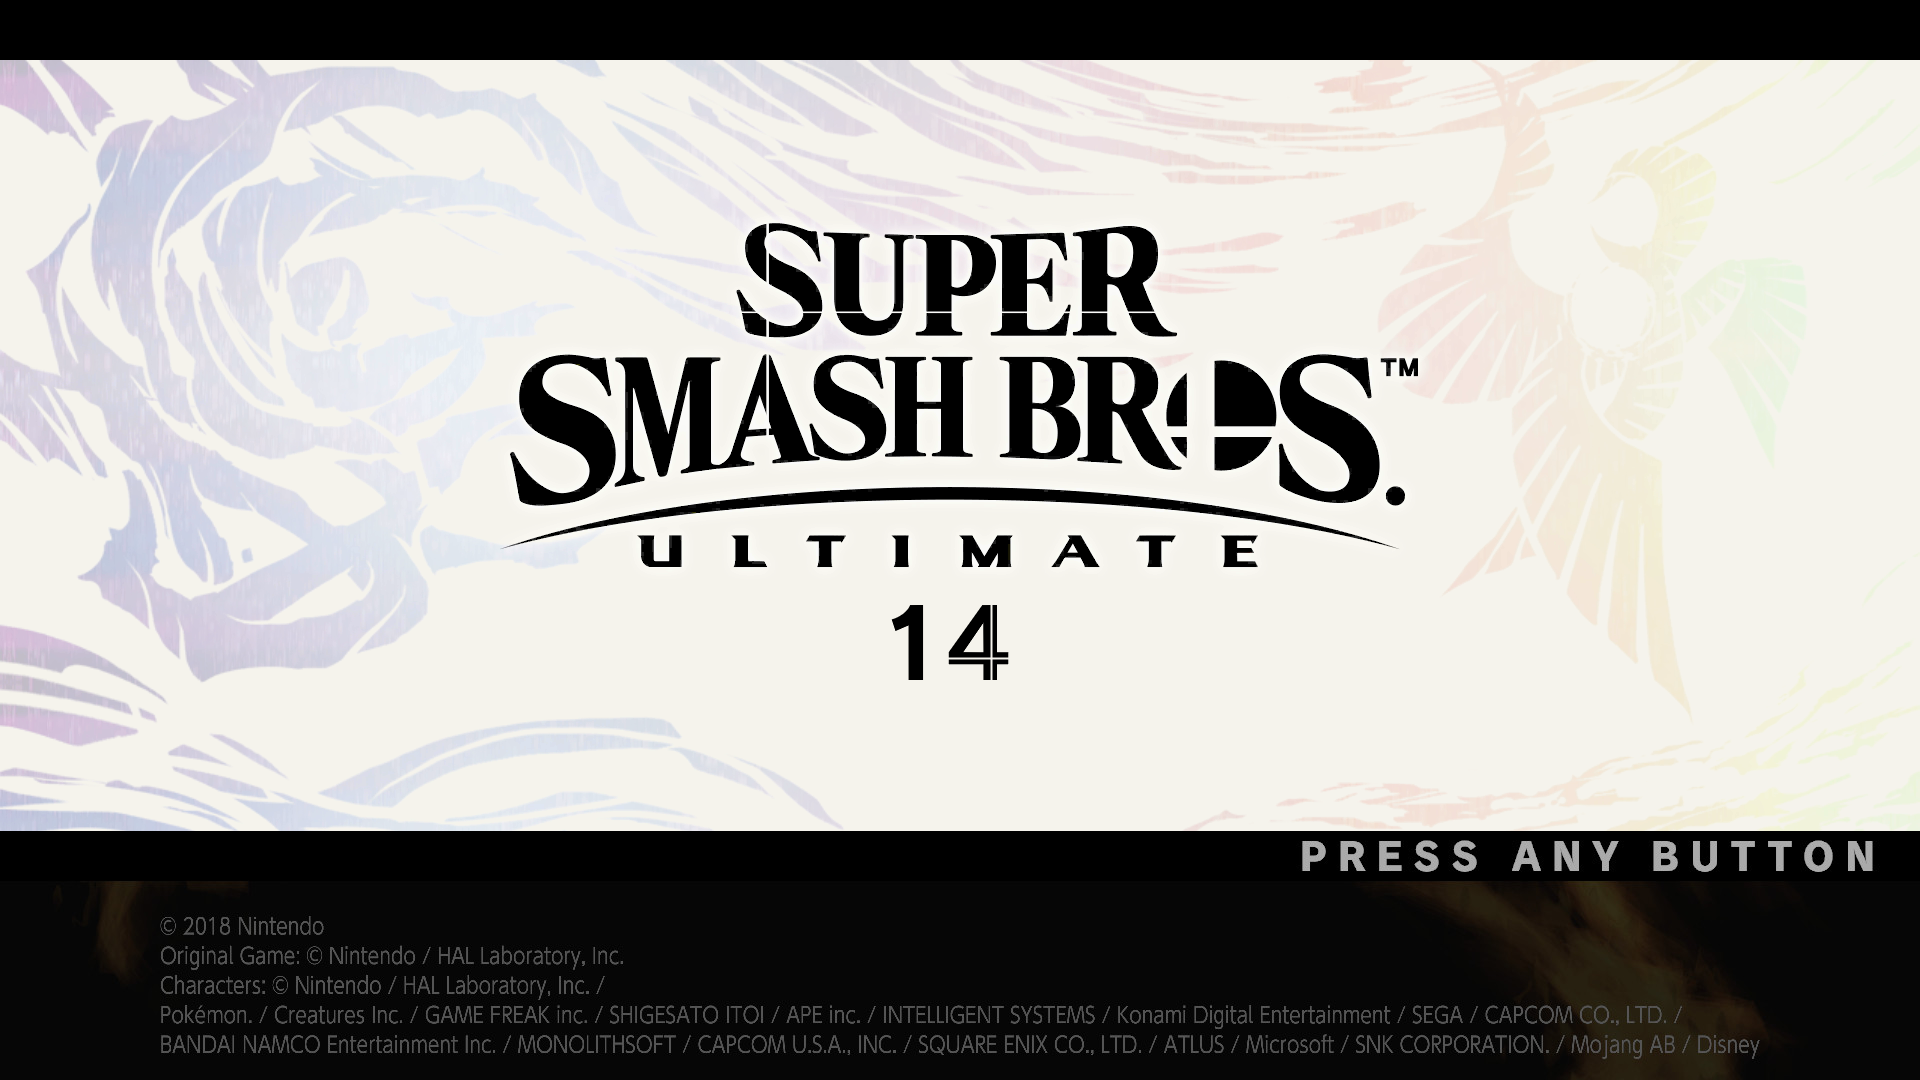 SUPER
SMASH BROS.™
ULTIMATE
14
PRESS ANY BUTTON
© 2018 Nintendo
Original Game: © Nintendo / HAL Laboratory, Inc.
Characters: © Nintendo / HAL Laboratory, Inc. /
Pokémon. / Creatures Inc. / GAME FREAK inc. / SHIGESATO ITOI / APE inc. / INTELLIGENT SYSTEMS / Konami Digital Entertainment / SEGA / CAPCOM CO., LTD. /
BANDAI NAMCO Entertainment Inc. / MONOLITHSOFT / CAPCOM U.S.A., INC. / SQUARE ENIX CO., LTD. / ATLUS / Microsoft / SNK CORPORATION. / Mojang AB / Disney